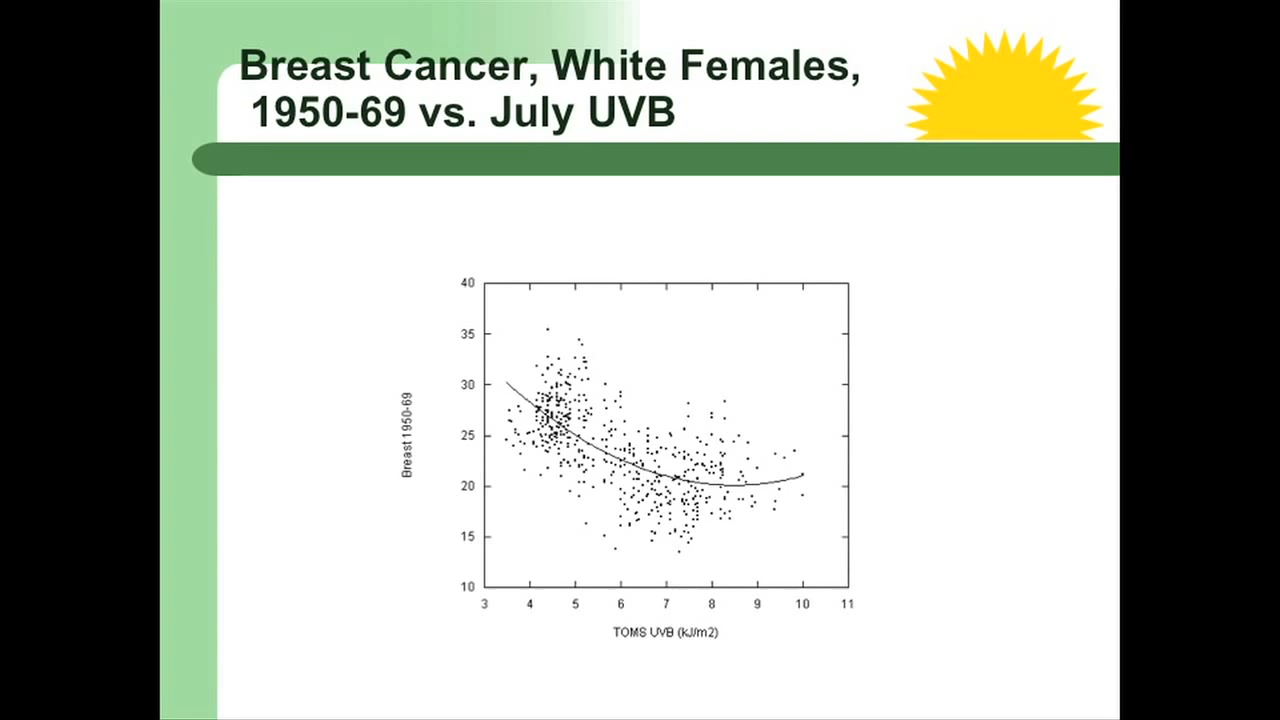 Breast Cancer, White Females,
1950-69 vs. July UVB
40
35
30
25
20
15
10
Breast 1950-69
3 4 5 6 7 8 9 10 11
TOMS UVB (kJ/m2)